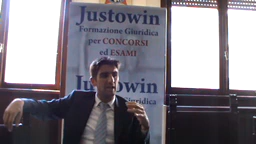 Justowin
Formazione Giuridica
per CONCORSI
ed ESAMI
Justowin
Giuridica